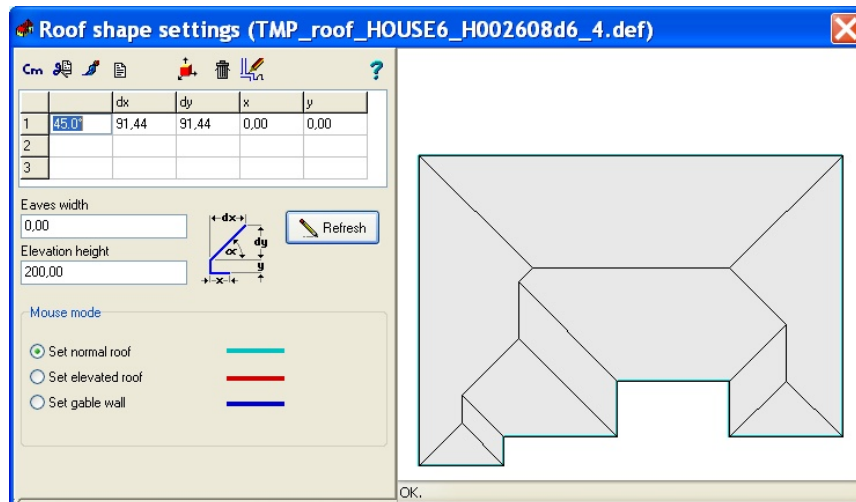 Roof shape settings (TMP_roof_HOUSE6_H002608d6_4.def)
Cm ?
dx dy x y
1 45.0° 91,44 91,44 0,00 0,00
2
3
Eaves width
0,00
Elevation height
200,00
dx
dy
α
y
x
Refresh
Mouse mode
Set normal roof
Set elevated roof
Set gable wall
OK.